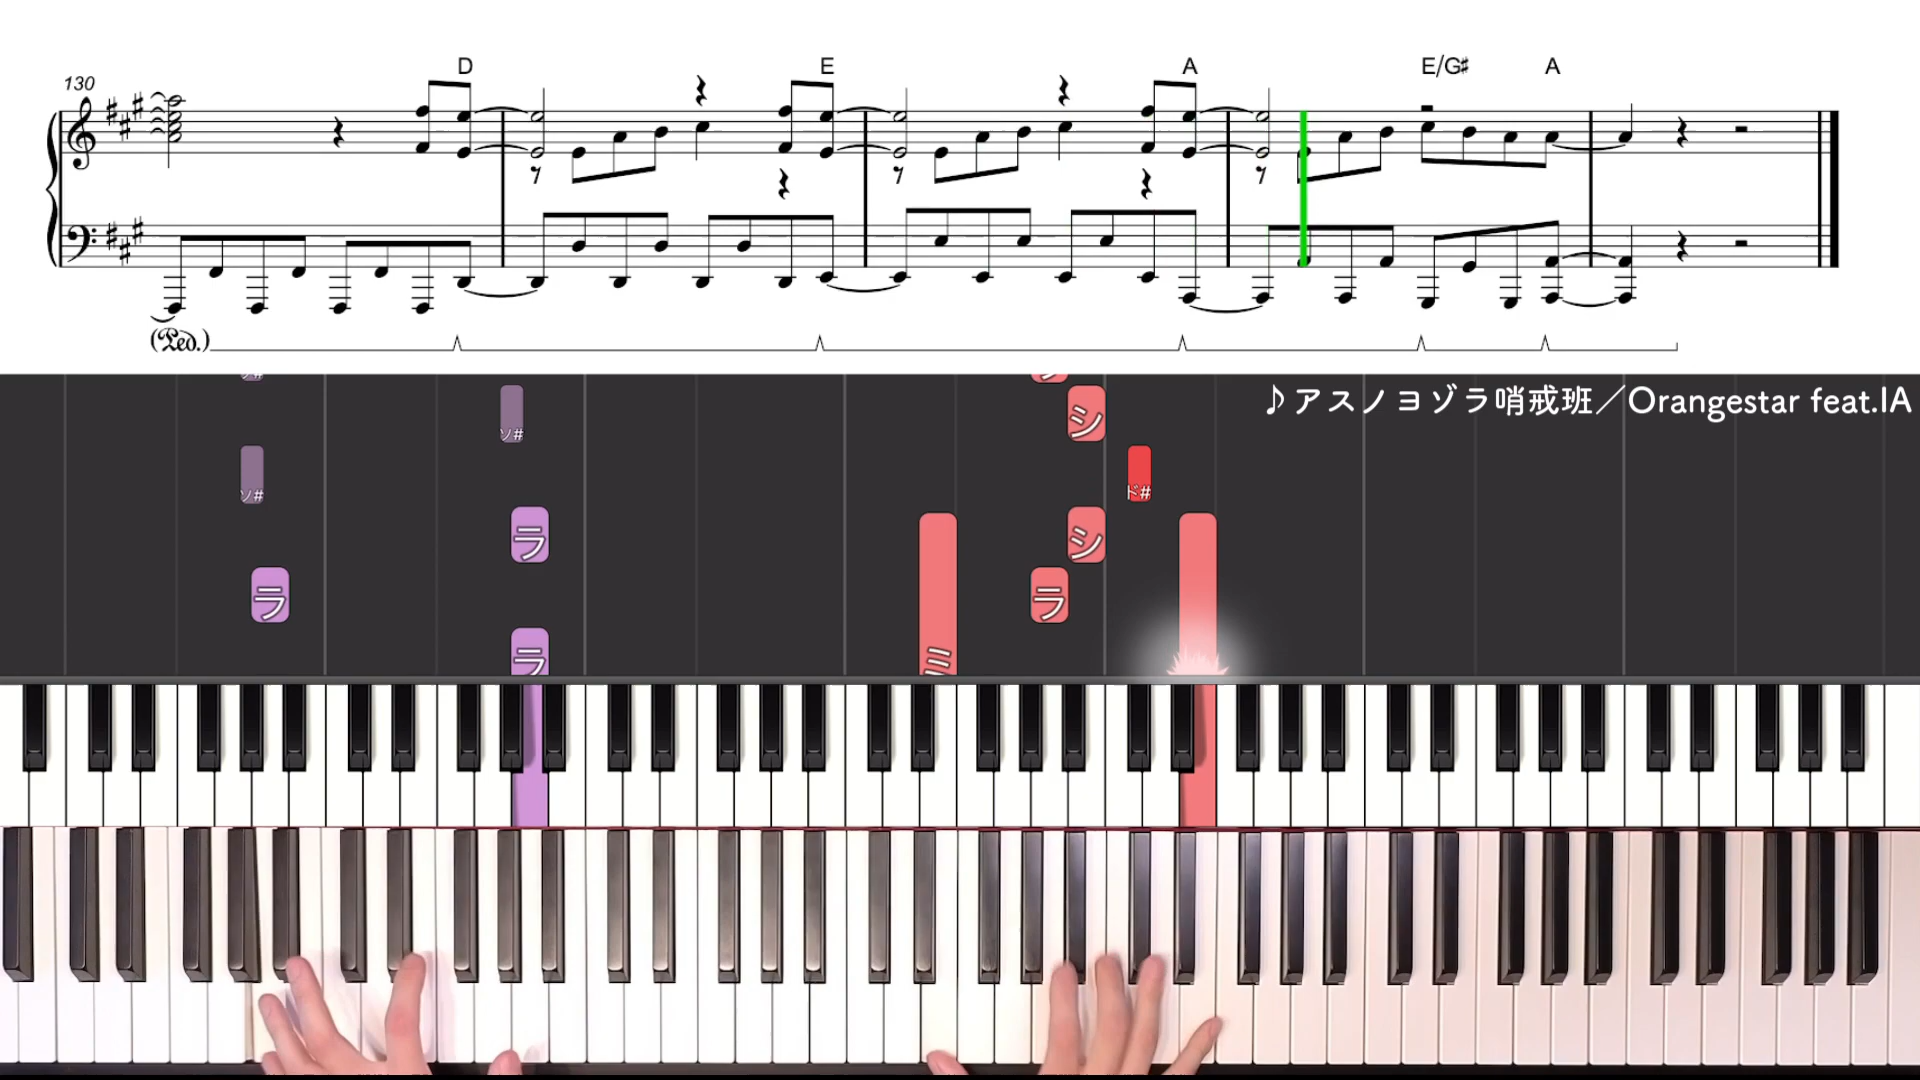 130
D
E
A
E/G♯
A
(Ped.)
♪アスノヨゾラ哨戒班／Orangestar feat.IA
シ
ソ#
ソ#
ド#
ラ
シ
ラ
ラ
ラ
ミ